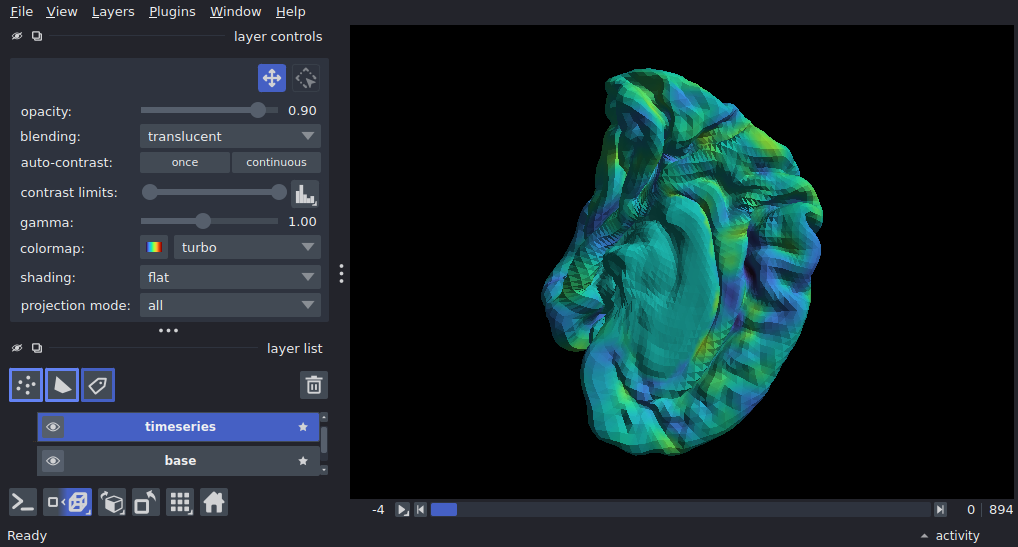 File View Layers Plugins Window Help
layer controls
opacity: 0.90
blending: translucent
auto-contrast: once continuous
contrast limits:
gamma: 1.00
colormap: turbo
shading: flat
projection mode: all
layer list
timeseries
base
-4 0 894
Ready activity